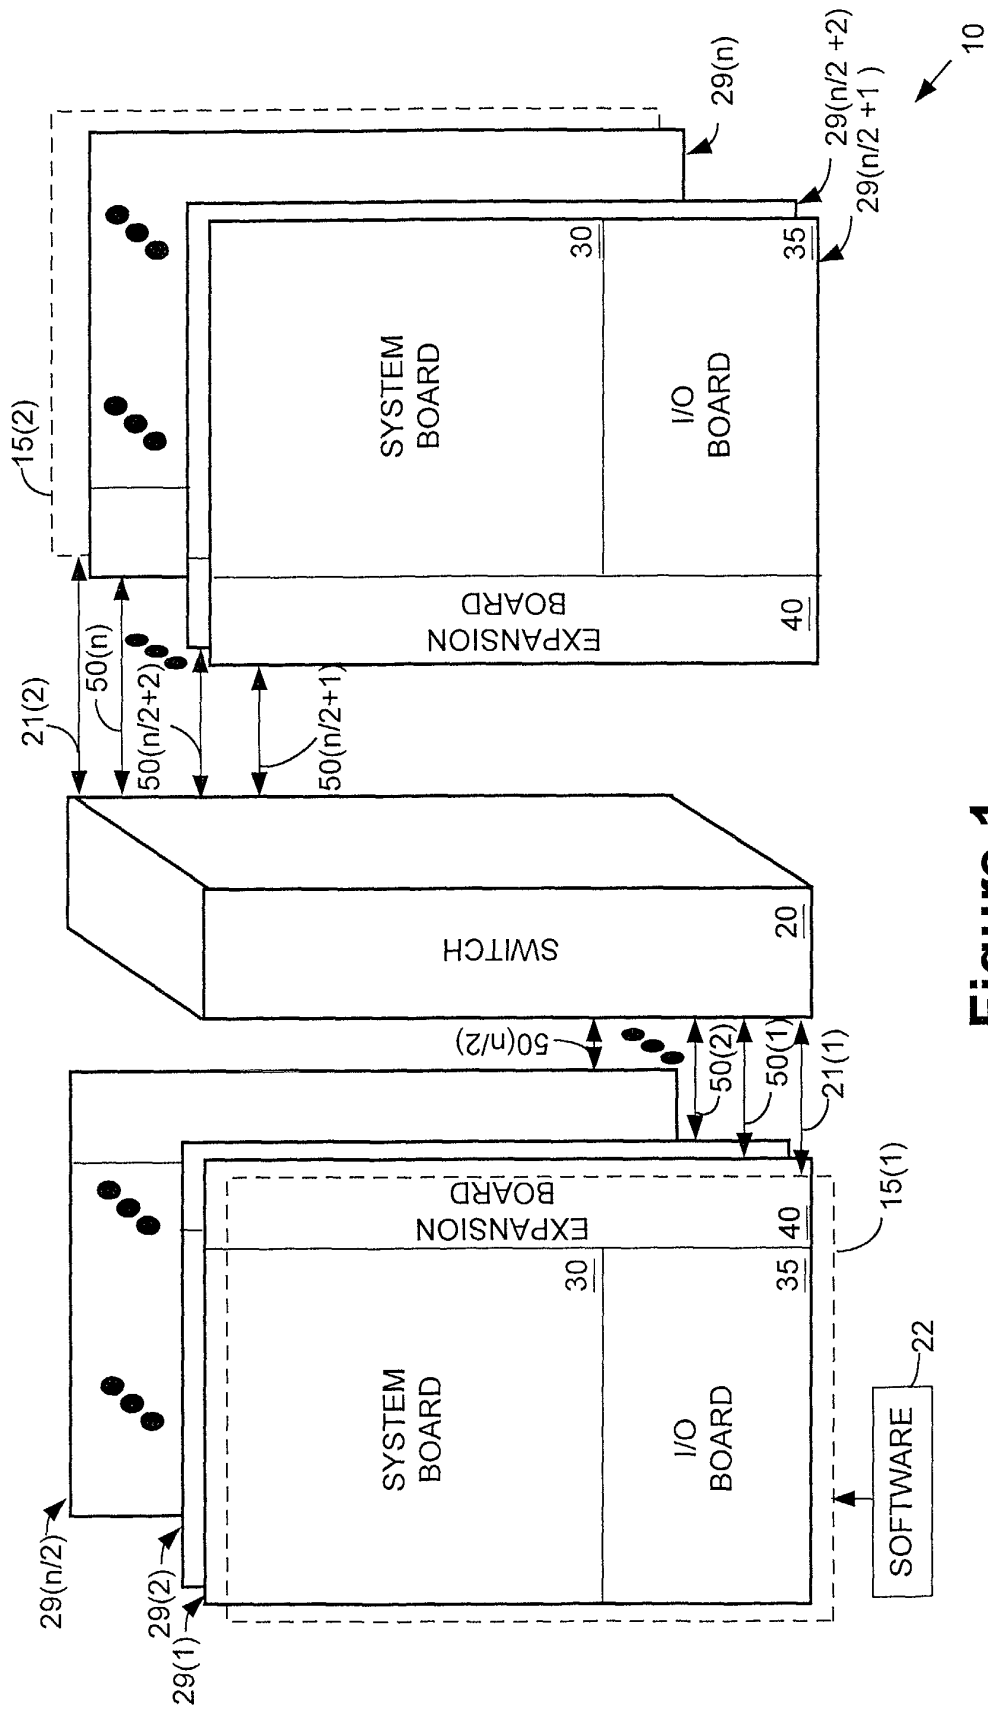 10
15(2)
21(2)
50(n)
50(n/2+2)
50(n/2+1)
29(n)
29(n/2 +2)
29(n/2 +1 )
SYSTEM
BOARD
30
I/O
BOARD
35
EXPANSION
BOARD
40
SWITCH
20
50(n/2)
50(2)
50(1)
21(1)
15(1)
EXPANSION
BOARD
40
SYSTEM
BOARD
30
I/O
BOARD
35
29(n/2)
29(2)
29(1)
SOFTWARE
22
Figure 1